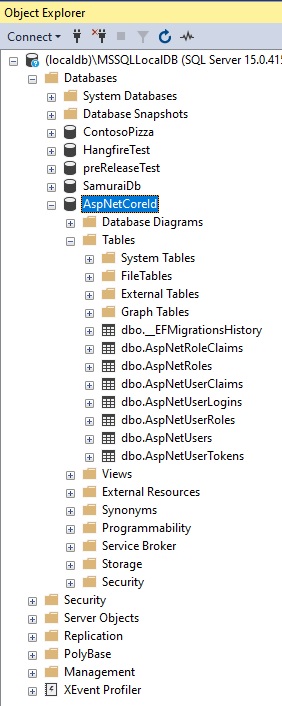 Object Explorer
Connect
(localdb)\MSSQLLocalDB (SQL Server 15.0.415
Databases
System Databases
Database Snapshots
ContosoPizza
HangfireTest
preReleaseTest
SamuraiDb
AspNetCoreId
Database Diagrams
Tables
System Tables
FileTables
External Tables
Graph Tables
dbo.__EFMigrationsHistory
dbo.AspNetRoleClaims
dbo.AspNetRoles
dbo.AspNetUserClaims
dbo.AspNetUserLogins
dbo.AspNetUserRoles
dbo.AspNetUsers
dbo.AspNetUserTokens
Views
External Resources
Synonyms
Programmability
Service Broker
Storage
Security
Security
Server Objects
Replication
PolyBase
Management
XEvent Profiler